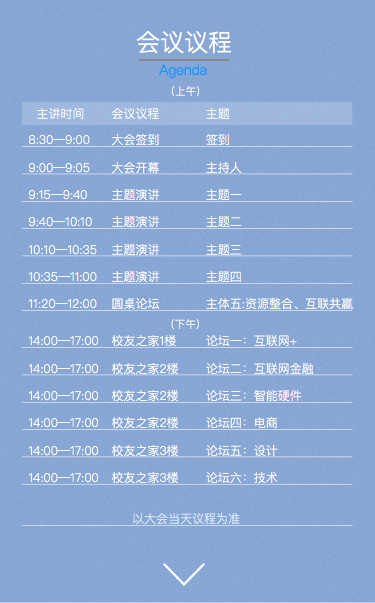 会议议程
Agenda
(上午)
主讲时间 会议议程 主题
8:30—9:00 大会签到 签到
9:00—9:05 大会开幕 主持人
9:15—9:40 主题演讲 主题一
9:40—10:10 主题演讲 主题二
10:10—10:35 主题演讲 主题三
10:35—11:00 主题演讲 主题四
11:20—12:00 圆桌论坛 主体五:资源整合、互联共赢
(下午)
14:00—17:00 校友之家1楼 论坛一：互联网+
14:00—17:00 校友之家2楼 论坛二：互联网金融
14:00—17:00 校友之家2楼 论坛三：智能硬件
14:00—17:00 校友之家2楼 论坛四：电商
14:00—17:00 校友之家3楼 论坛五：设计
14:00—17:00 校友之家3楼 论坛六：技术
以大会当天议程为准